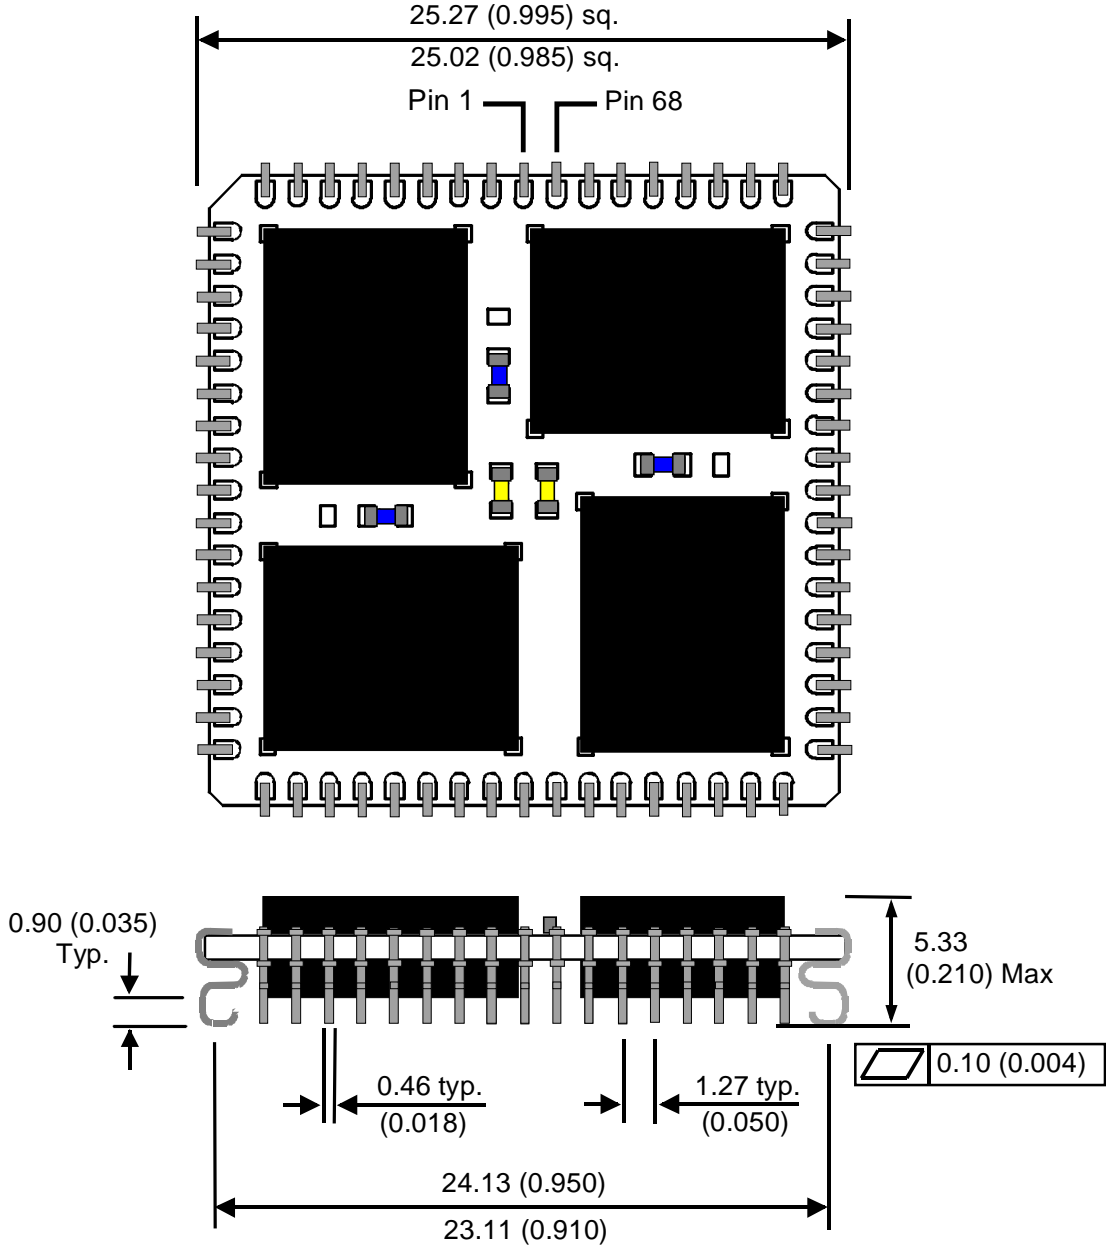 25.27 (0.995) sq.
25.02 (0.985) sq.
Pin 1
Pin 68
0.90 (0.035)
Typ.
5.33
(0.210) Max
0.10 (0.004)
0.46 typ.
(0.018)
1.27 typ.
(0.050)
24.13 (0.950)
23.11 (0.910)